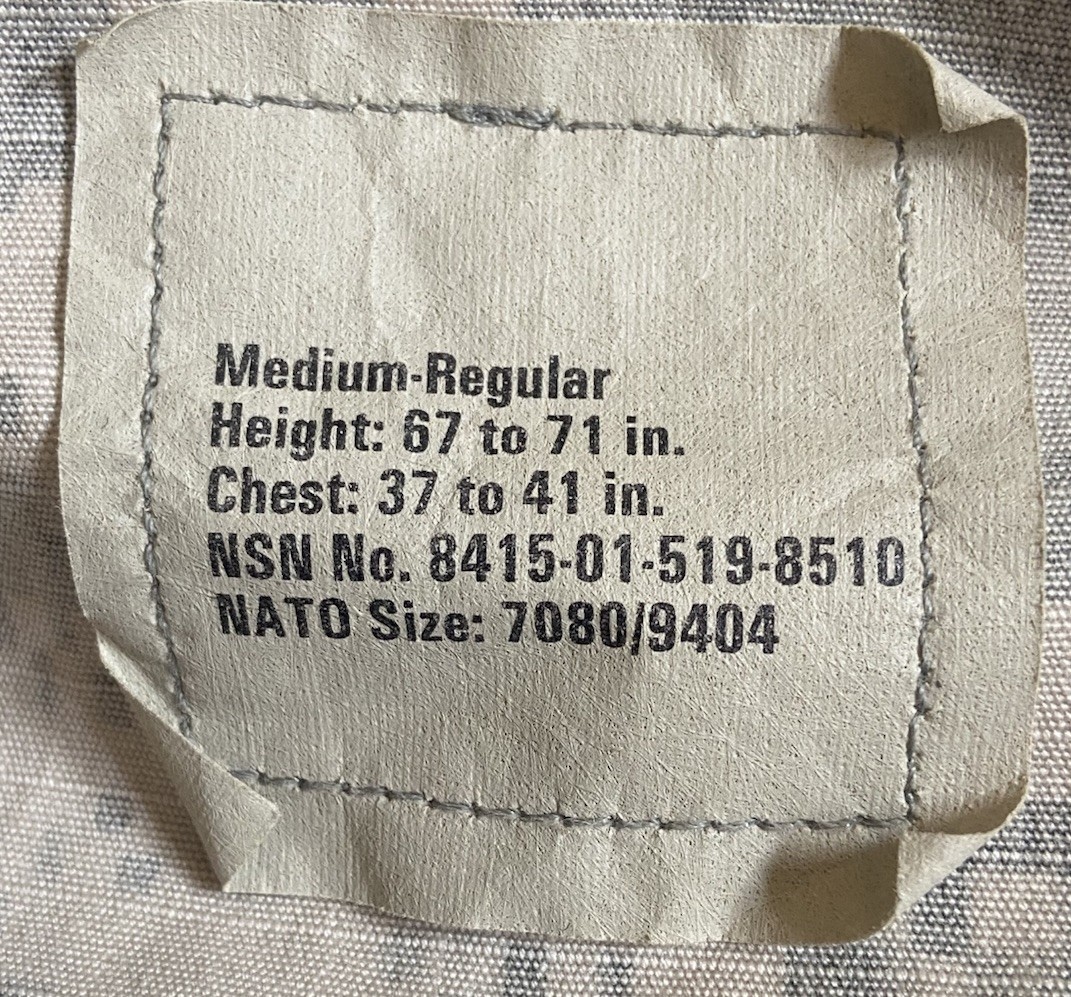 Medium-Regular
Height: 67 to 71 in.
Chest: 37 to 41 in.
NSN No. 8415-01-519-8510
NATO Size: 7080/9404